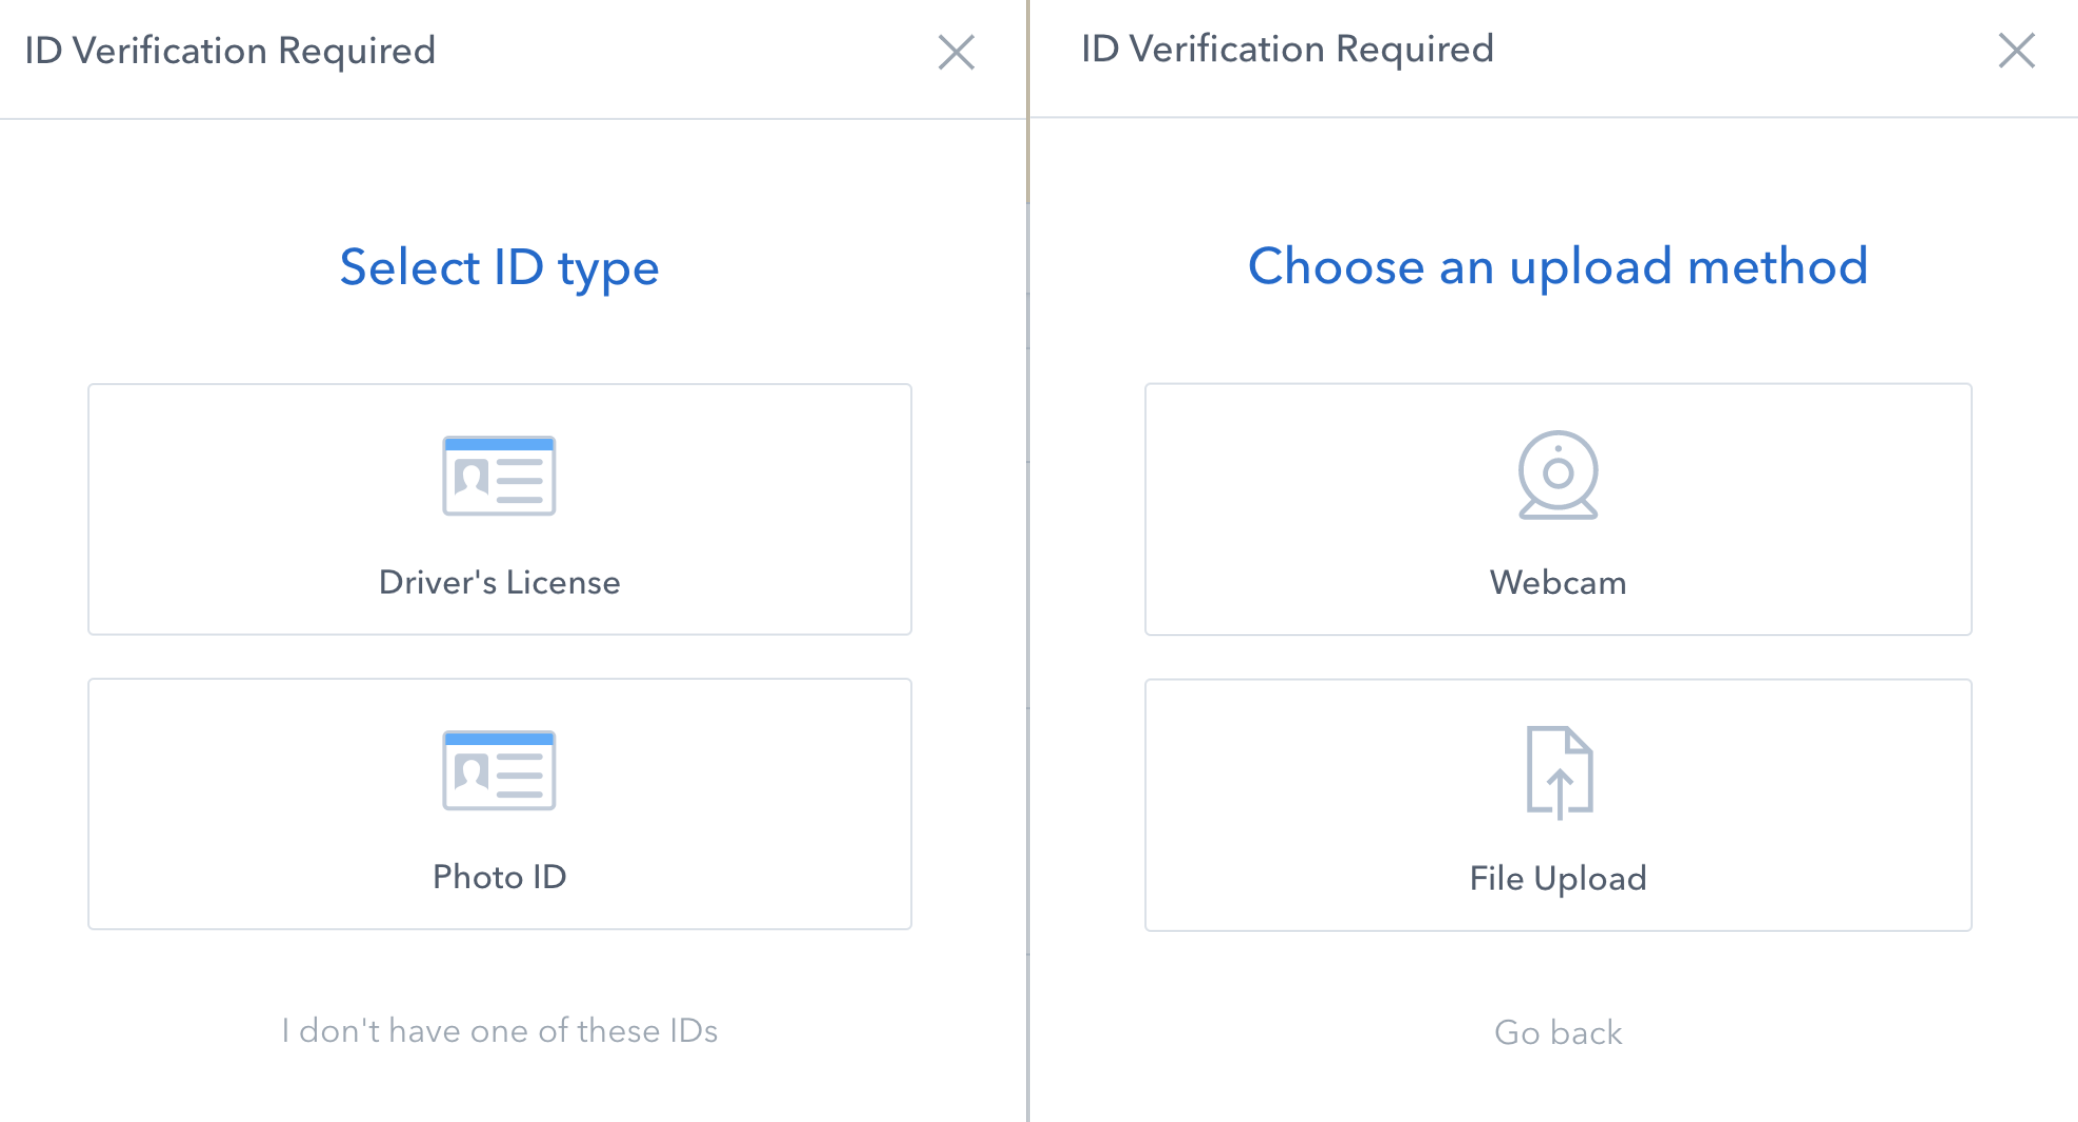 ID Verification Required
Select ID type
Driver's License
Photo ID
I don't have one of these IDs
ID Verification Required
Choose an upload method
Webcam
File Upload
Go back